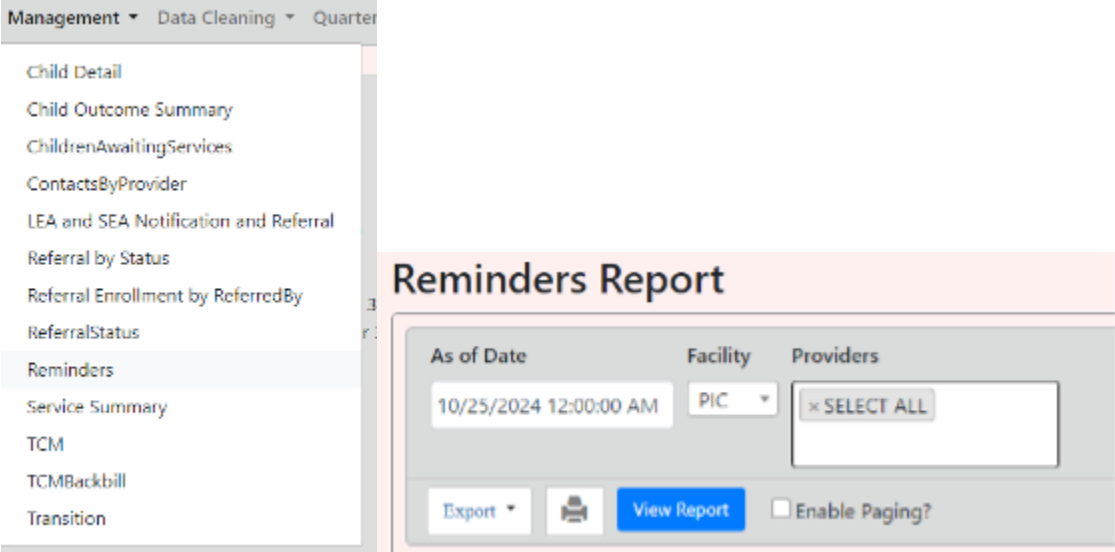 Management Data Cleaning Quarter
Child Detail
Child Outcome Summary
ChildrenAwaitingServices
ContactsByProvider
LEA and SEA Notification and Referral
Referral by Status
Referral Enrollment by ReferredBy
ReferralStatus
Reminders
Service Summary
TCM
TCMBackbill
Transition
3
r
Reminders Report
As of Date Facility Providers
10/25/2024 12:00:00 AM PIC × SELECT ALL
Export View Report Enable Paging?